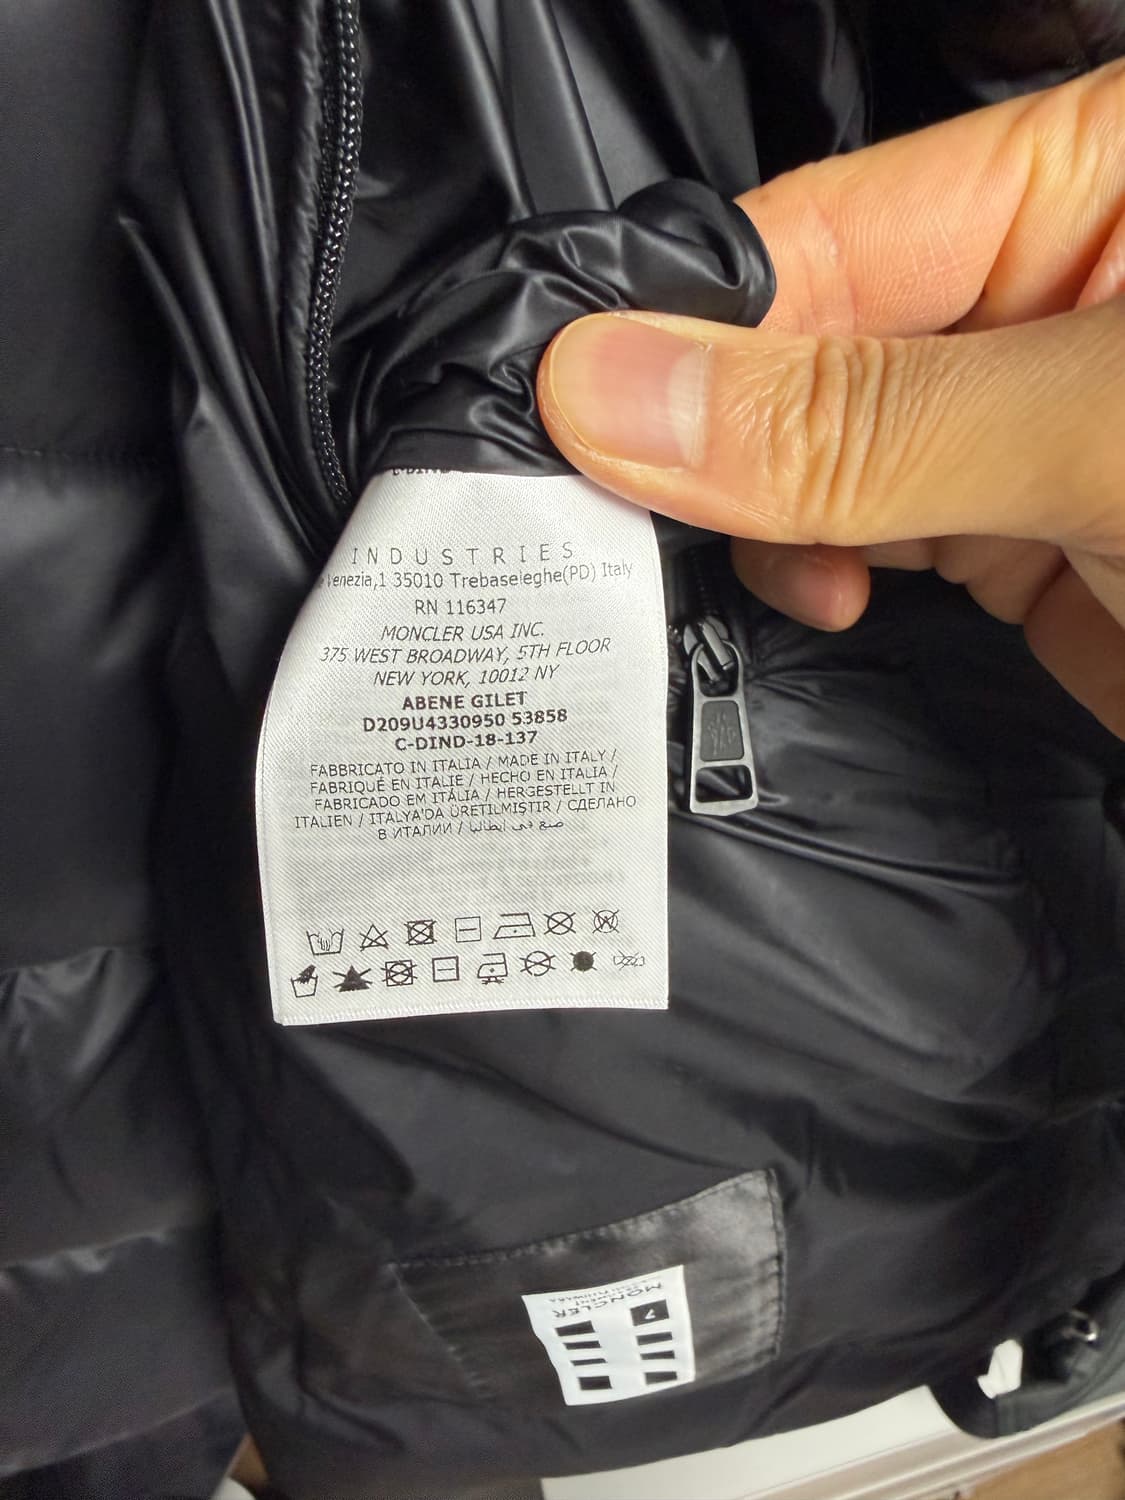 INDUSTRIES
Venezia,1 35010 Trebaseleghe(PD) Italy
RN 116347
MONCLER USA INC.
375 WEST BROADWAY, 5TH FLOOR
NEW YORK, 10012 NY
ABENE GILET
D209U4330950 53858
C-DIND-18-137
FABBRICATO IN ITALIA / MADE IN ITALY /
FABRIQUÉ EN ITALIE / HECHO EN ITALIA /
FABRICADO EM ITÁLIA / HERGESTELLT IN
ITALIEN / ITALYA'DA ÜRETILMIŞTIR / СДЕЛАНО
В ИТАЛИИ / صنع في إيطاليا
MONCLER
7